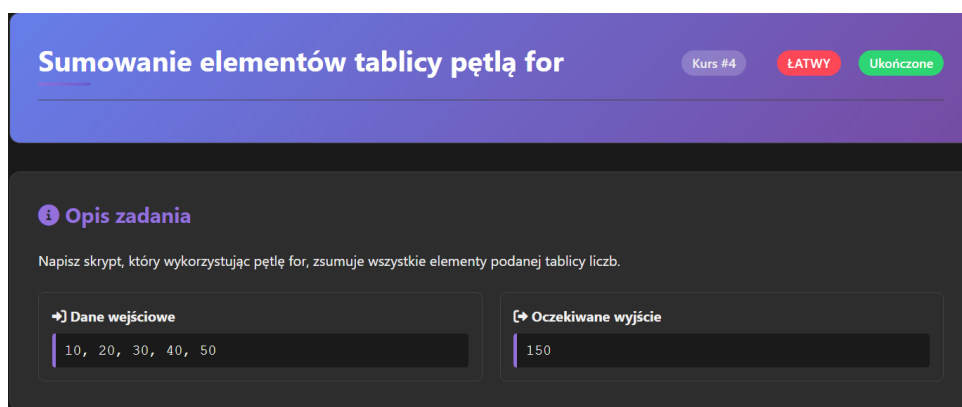 Sumowanie elementów tablicy pętlą for
Kurs #4
ŁATWY
Ukończone
Opis zadania
Napisz skrypt, który wykorzystując pętlę for, zsumuje wszystkie elementy podanej tablicy liczb.
Dane wejściowe
10, 20, 30, 40, 50
Oczekiwane wyjście
150